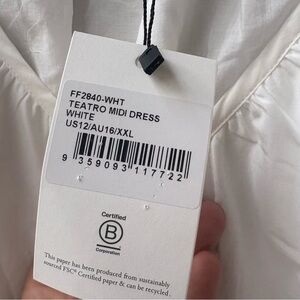 FF2840-WHT
TEATRO MIDI DRESS
WHITE
US12/AU16/XXL
9 359093 117722
Certified
B
Corporation
This paper has been produced from sustainably
sourced FSC® Certified paper & can be recycled.